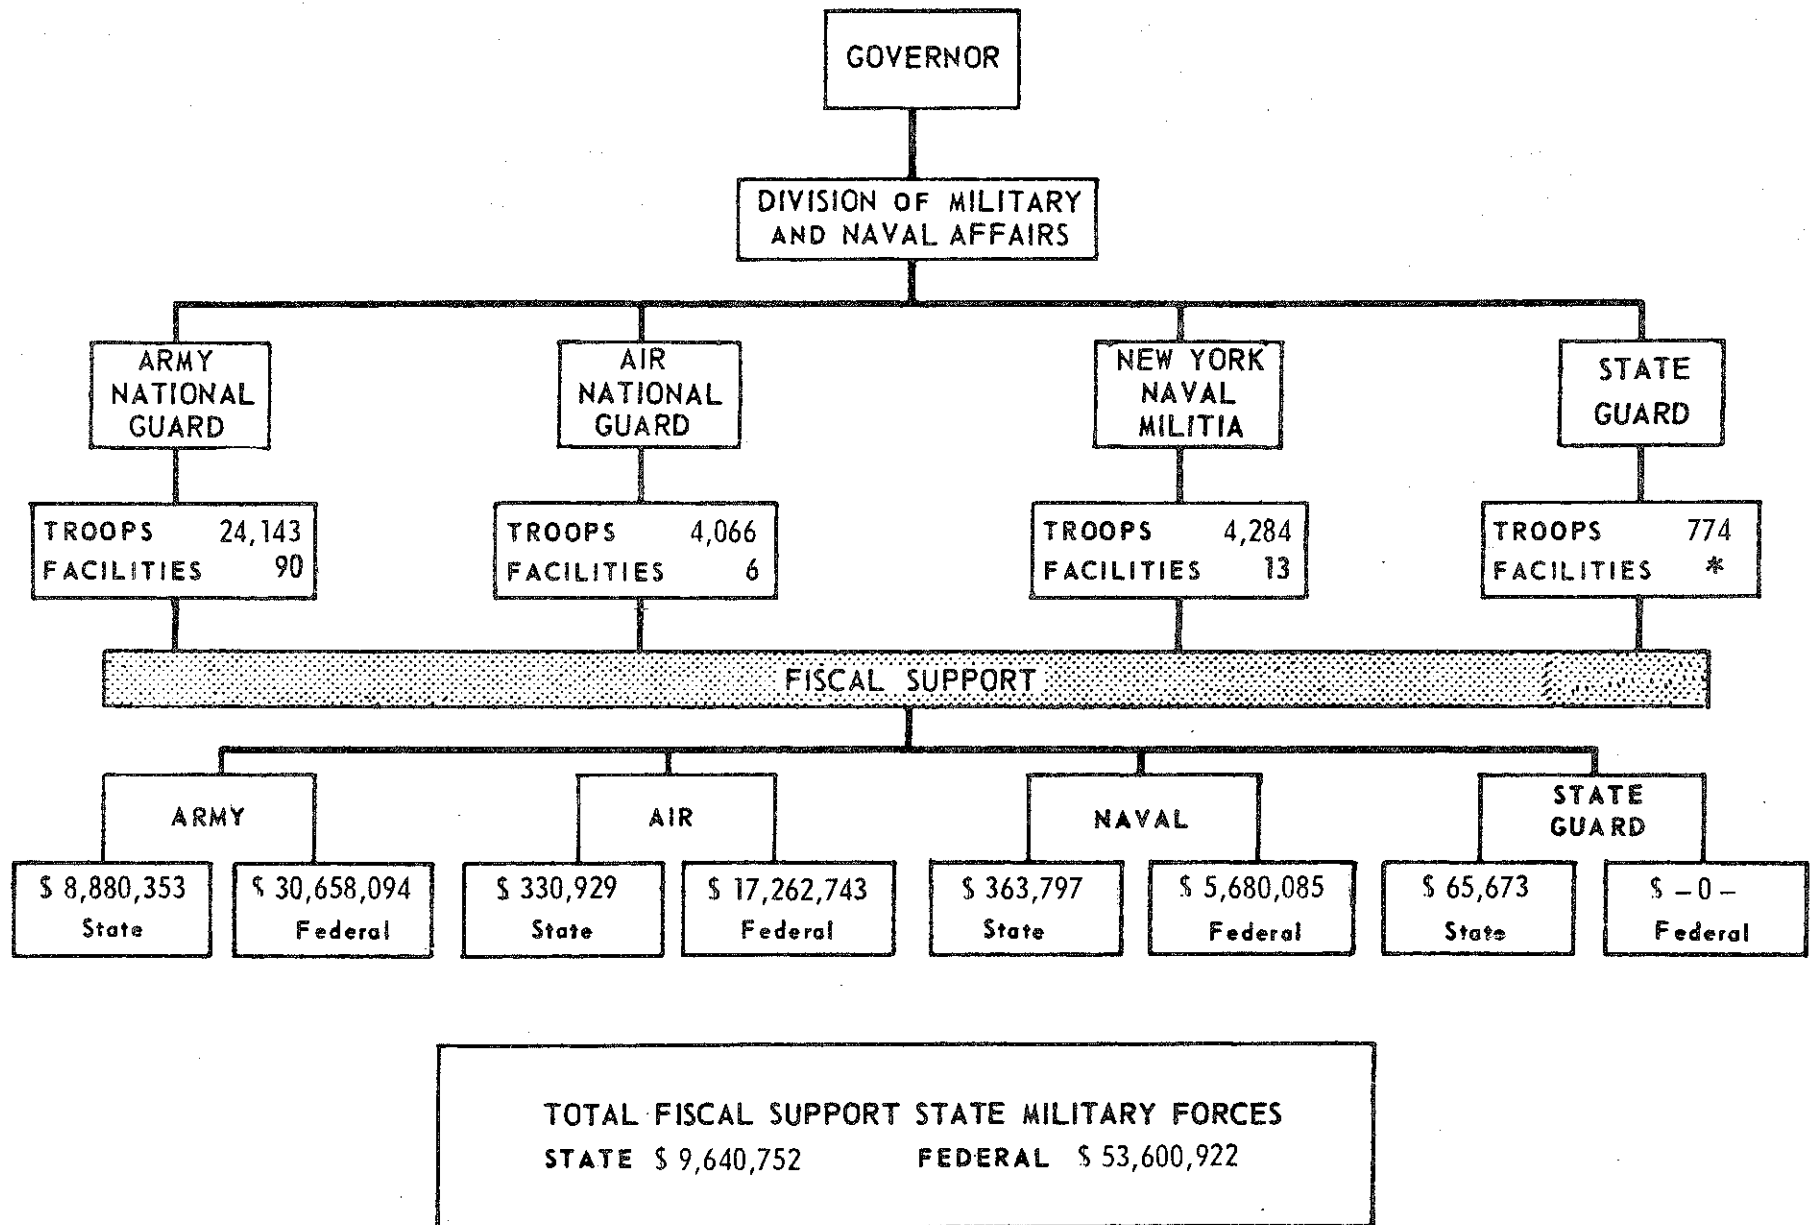 GOVERNOR
DIVISION OF MILITARY
AND NAVAL AFFAIRS
ARMY
NATIONAL
GUARD
AIR
NATIONAL
GUARD
NEW YORK
NAVAL
MILITIA
STATE
GUARD
TROOPS 24,143
FACILITIES 90
TROOPS 4,066
FACILITIES 6
TROOPS 4,284
FACILITIES 13
TROOPS 774
FACILITIES *
FISCAL SUPPORT
ARMY
AIR
NAVAL
STATE
GUARD
$ 8,880,353
State
$ 30,658,094
Federal
$ 330,929
State
$ 17,262,743
Federal
$ 363,797
State
$ 5,680,085
Federal
$ 65,673
State
$ -0-
Federal
TOTAL FISCAL SUPPORT STATE MILITARY FORCES
STATE $ 9,640,752 FEDERAL $ 53,600,922